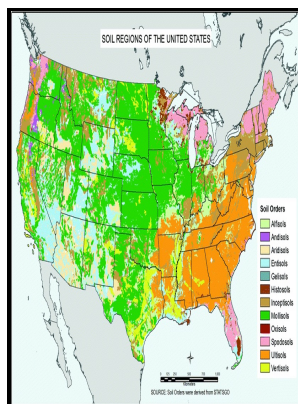 SOIL REGIONS OF THE UNITED STATES
Soil Orders
Alfisols
Andisols
Aridisols
Entisols
Gelisols
Histosols
Inceptisols
Mollisols
Oxisols
Spodosols
Ultisols
Vertisols
Kilometers
SOURCE: Soil Orders were derived from STATSGO